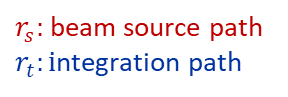 rₛ: beam source path
rₜ: integration path